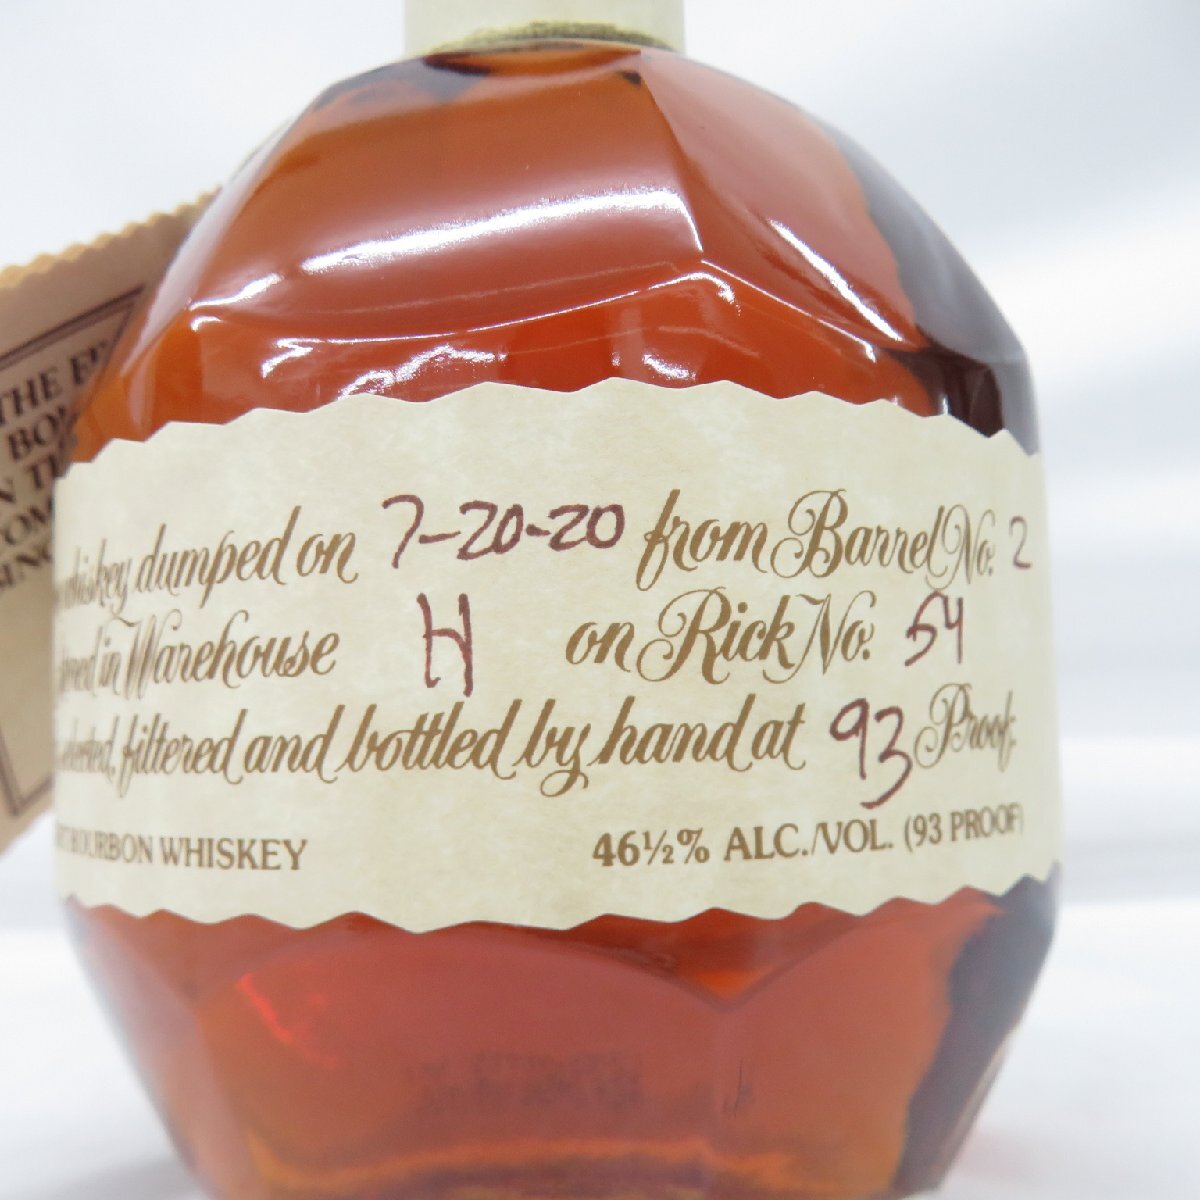 THE
whiskey dumped on 7-20-20 from Barrel No. 2
in Warehouse H on Rick No. 54
filtered and bottled by hand at 93 Proof.
BOURBON WHISKEY 46½% ALC./VOL. (93 PROOF)